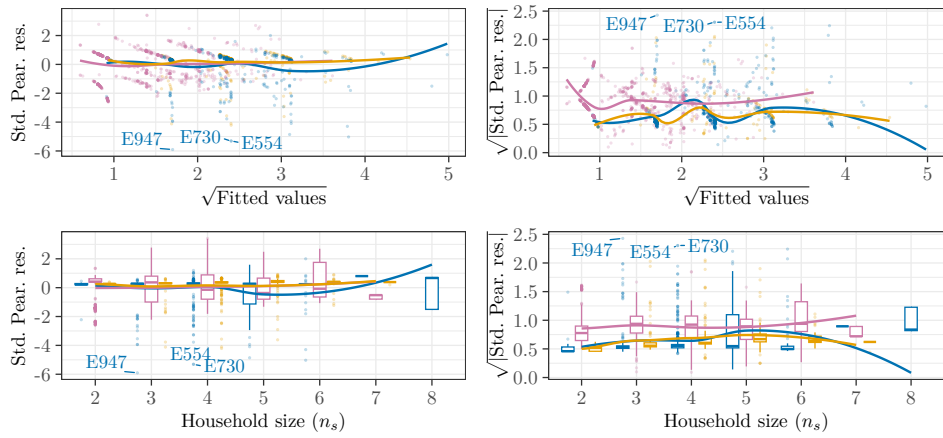 Std. Pear. res.
2
0
-2
-4
-6
E947
E730
E554
1
2
3
4
5
√Fitted values
√|Std. Pear. res.|
2.5
2.0
1.5
1.0
0.5
0.0
E947
E730
E554
1
2
3
4
5
√Fitted values
Std. Pear. res.
2
0
-2
-4
-6
E947
E554
E730
2
3
4
5
6
7
8
Household size (nₛ)
√|Std. Pear. res.|
2.5
2.0
1.5
1.0
0.5
0.0
E947
E554
E730
2
3
4
5
6
7
8
Household size (nₛ)